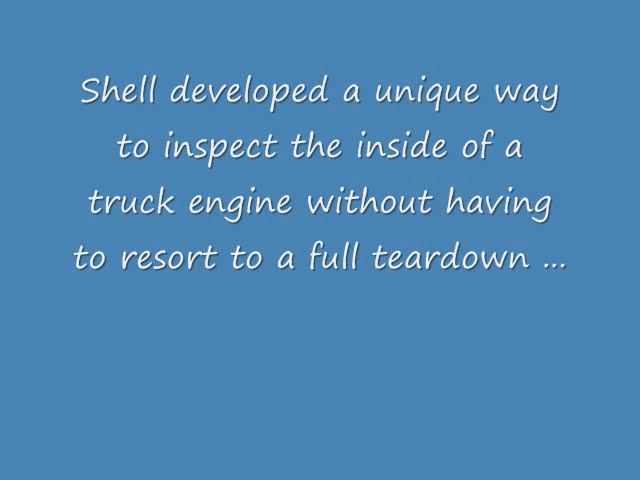 Shell developed a unique way
to inspect the inside of a
truck engine without having
to resort to a full teardown ...